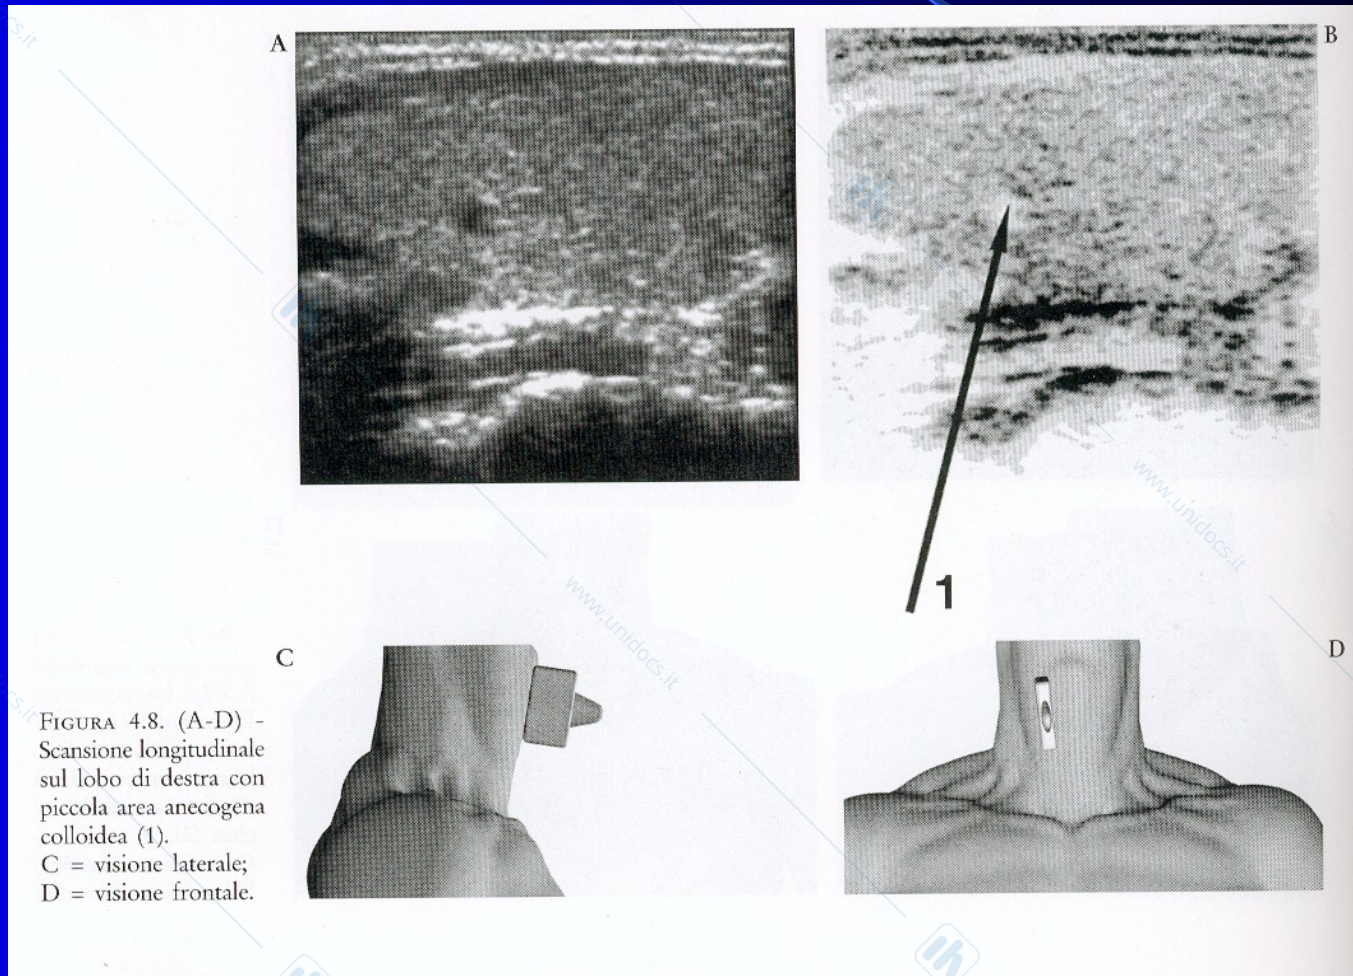 A
B
1
C
D
FIGURA 4.8. (A-D) -
Scansione longitudinale
sul lobo di destra con
piccola area anecogena
colloidea (1).
C = visione laterale;
D = visione frontale.
www.unidocs.it
www.unidocs.it